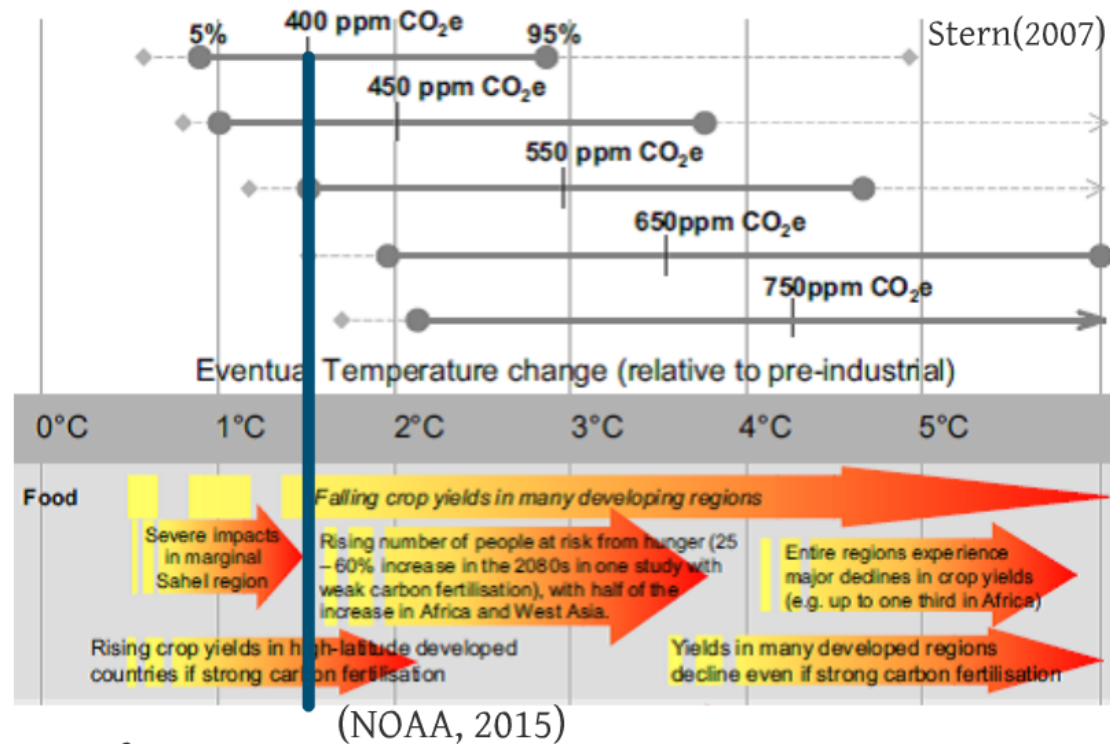 400 ppm CO₂e
5%
95%
Stern(2007)
450 ppm CO₂e
550 ppm CO₂e
650ppm CO₂e
750ppm CO₂e
Eventual Temperature change (relative to pre-industrial)
0°C 1°C 2°C 3°C 4°C 5°C
Food
Falling crop yields in many developing regions
Severe impacts
in marginal
Sahel region
Rising number of people at risk from hunger (25
– 60% increase in the 2080s in one study with
weak carbon fertilisation), with half of the
increase in Africa and West Asia.
Entire regions experience
major declines in crop yields
(e.g. up to one third in Africa)
Rising crop yields in high-latitude developed
countries if strong carbon fertilisation
Yields in many developed regions
decline even if strong carbon fertilisation
(NOAA, 2015)